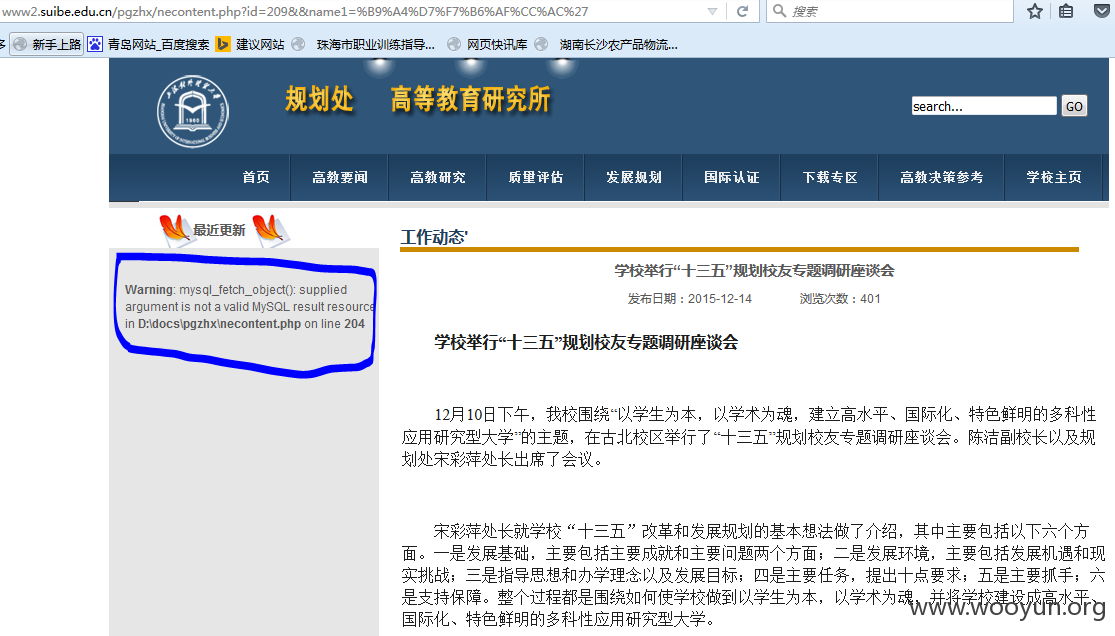 www2.suibe.edu.cn/pgzhx/necontent.php?id=209&&name1=%B9%A4%D7%F7%B6%AF%CC%AC%27
搜索
新手上路 青岛网站_百度搜索 建议网站 珠海市职业训练指导... 网页快讯库 湖南长沙农产品物流...
规划处 高等教育研究所
search... GO
首页 高教要闻 高教研究 质量评估 发展规划 国际认证 下载专区 高教决策参考 学校主页
最近更新
工作动态'
Warning: mysql_fetch_object(): supplied
argument is not a valid MySQL result resource
in D:\docs\pgzhx\necontent.php on line 204
学校举行“十三五”规划校友专题调研座谈会
发布日期：2015-12-14 浏览次数：401
学校举行“十三五”规划校友专题调研座谈会
12月10日下午，我校围绕“以学生为本，以学术为魂，建立高水平、国际化、特色鲜明的多科性
应用研究型大学”的主题，在古北校区举行了“十三五”规划校友专题调研座谈会。陈洁副校长以及规
划处宋彩萍处长出席了会议。
宋彩萍处长就学校“十三五”改革和发展规划的基本想法做了介绍，其中主要包括以下六个方
面。一是发展基础，主要包括主要成就和主要问题两个方面；二是发展环境，主要包括发展机遇和现
实挑战；三是指导思想和办学理念以及发展目标；四是主要任务，提出十点要求；五是主要抓手；六
是支持保障。整个过程都是围绕如何使学校做到以学生为本，以学术为魂，并将学校建设成高水平、
国际化、特色鲜明的多科性应用研究型大学。
www.wooyun.org